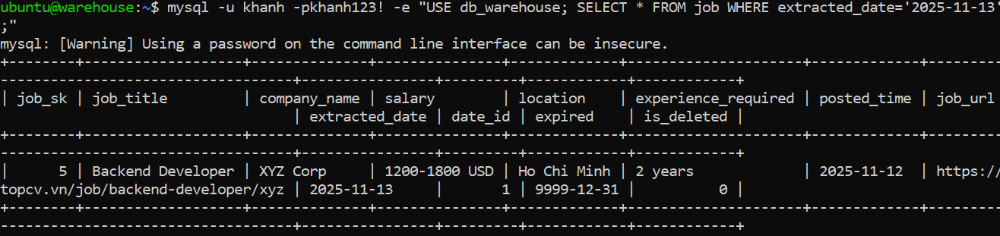 ubuntu@warehouse:~$ mysql -u khanh -pkhanh123! -e "USE db_warehouse; SELECT * FROM job WHERE extracted_date='2025-11-13'
;"
mysql: [Warning] Using a password on the command line interface can be insecure.
+--------+-------------------+--------------+---------------+-------------+---------------------+-------------+--------
-----------------------------------+----------------+---------+------------+------------+
| job_sk | job_title         | company_name | salary        | location    | experience_required | posted_time | job_url
                                   | extracted_date | date_id | expired    | is_deleted |
+--------+-------------------+--------------+---------------+-------------+---------------------+-------------+--------
-----------------------------------+----------------+---------+------------+------------+
|      5 | Backend Developer | XYZ Corp     | 1200-1800 USD | Ho Chi Minh | 2 years             | 2025-11-12  | https://
topcv.vn/job/backend-developer/xyz | 2025-11-13     |       1 | 9999-12-31 |          0 |
+--------+-------------------+--------------+---------------+-------------+---------------------+-------------+--------
-----------------------------------+----------------+---------+------------+------------+